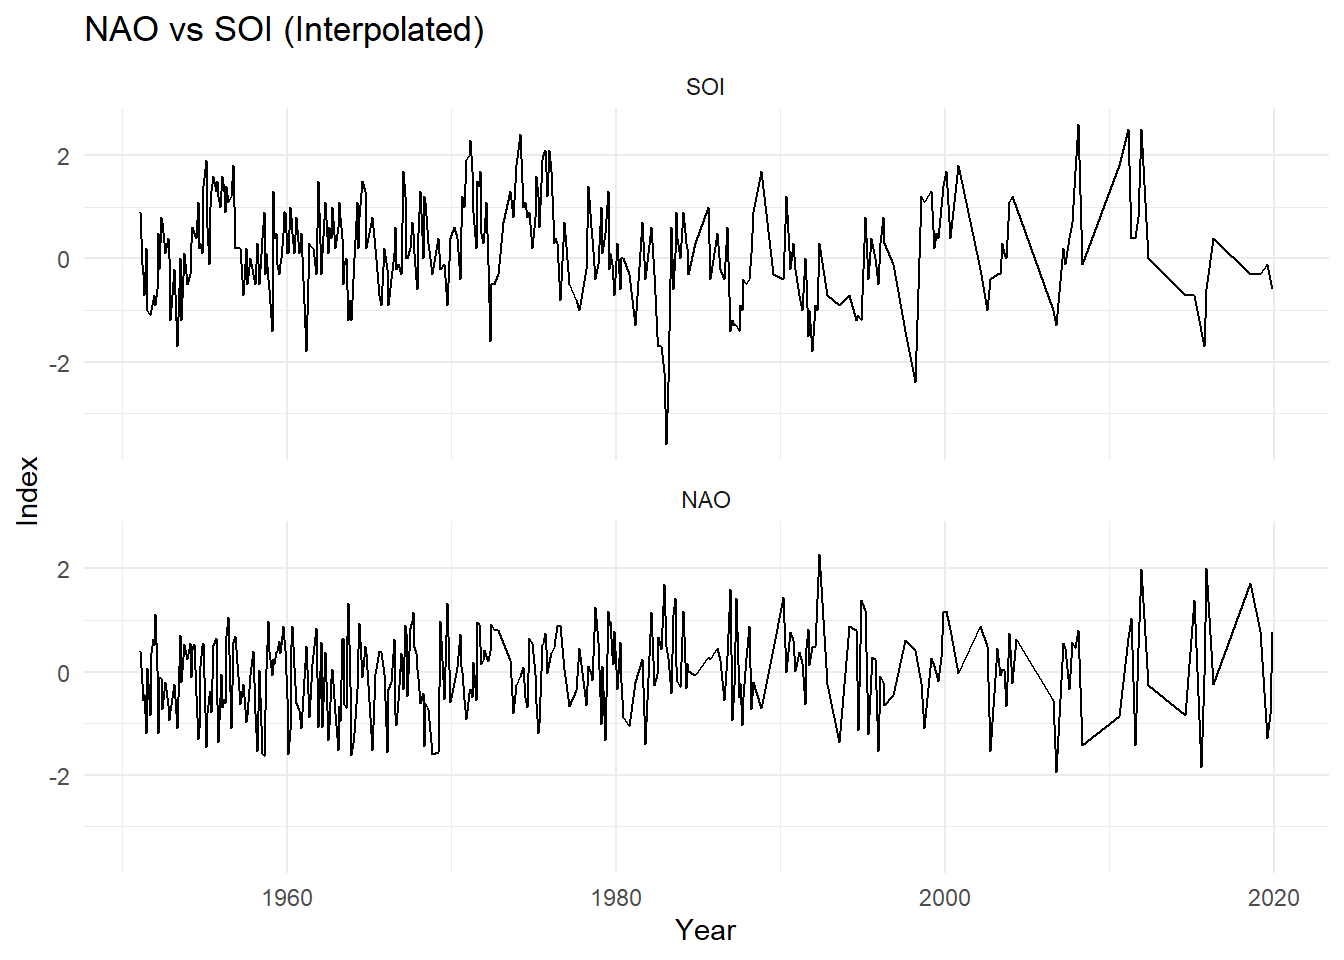 NAO vs SOI (Interpolated)
SOI
2
0
-2
Index
NAO
2
0
-2
1960 1980 2000 2020
Year